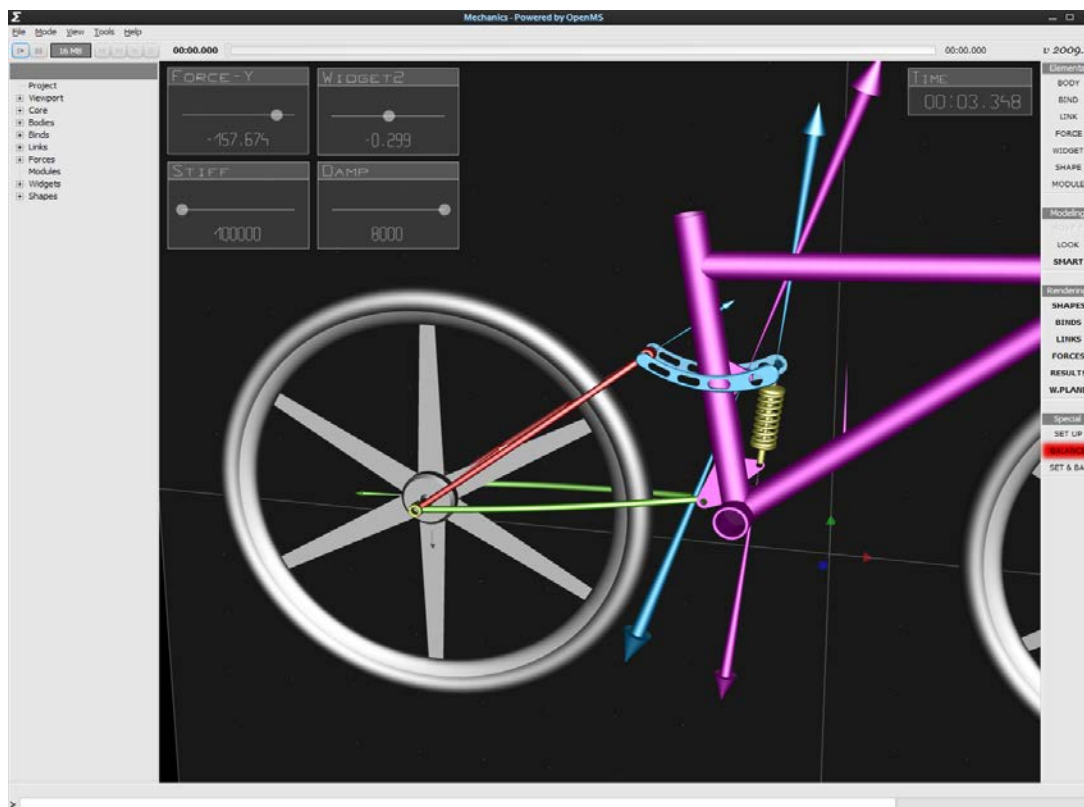 Σ Mechanics - Powered by OpenMS
File Mode View Tools Help
16 MB 00:00.000 00:00.000 v 2009.
Project
Viewport
Core
Bodies
Binds
Links
Forces
Modules
Widgets
Shapes
FORCE-Y
-157.674
WIDGET2
-0.299
STIFF
100000
DAMP
8000
TIME
00:03.348
Elements
BODY
BIND
LINK
FORCE
WIDGET
SHAPE
MODULE
Modeling
LOOK
SMART
Rendering
SHAPES
BINDS
LINKS
FORCES
RESULTS
W.PLANE
Special
SET UP
BALANCE
SET & BA
>